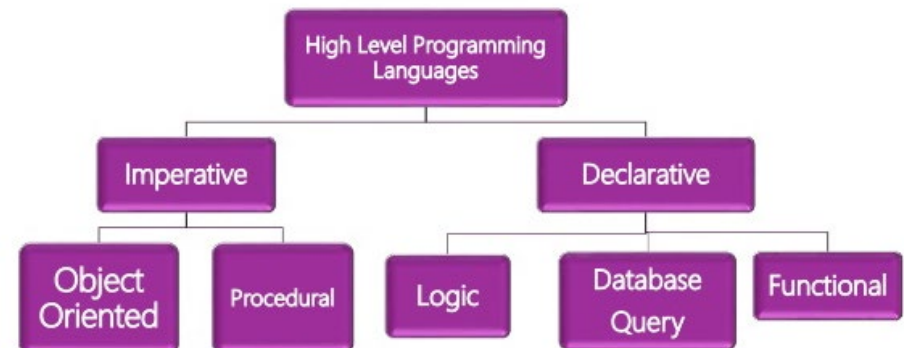 High Level Programming
Languages
Imperative
Declarative
Object
Oriented
Procedural
Logic
Database
Query
Functional